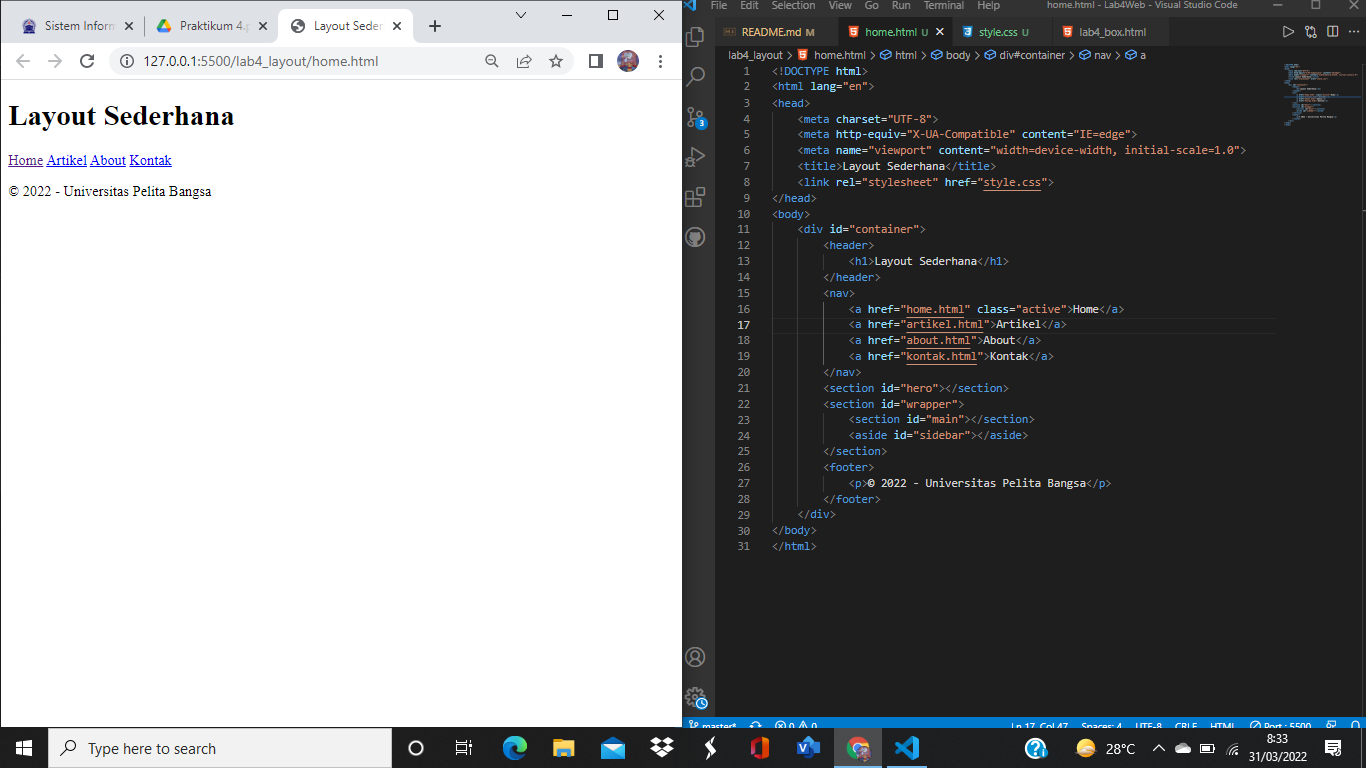 Sistem Inform
Praktikum 4.p
Layout Seder
127.0.0.1:5500/lab4_layout/home.html
Layout Sederhana
Home Artikel About Kontak
© 2022 - Universitas Pelita Bangsa
File Edit Selection View Go Run Terminal Help home.html - Lab4Web - Visual Studio Code
README.md M home.html U style.css U lab4_box.html
lab4_layout > home.html > html > body > div#container > nav > a
1 <!DOCTYPE html>
2 <html lang="en">
3 <head>
4 <meta charset="UTF-8">
5 <meta http-equiv="X-UA-Compatible" content="IE=edge">
6 <meta name="viewport" content="width=device-width, initial-scale=1.0">
7 <title>Layout Sederhana</title>
8 <link rel="stylesheet" href="style.css">
9 </head>
10 <body>
11 <div id="container">
12 <header>
13 <h1>Layout Sederhana</h1>
14 </header>
15 <nav>
16 <a href="home.html" class="active">Home</a>
17 <a href="artikel.html">Artikel</a>
18 <a href="about.html">About</a>
19 <a href="kontak.html">Kontak</a>
20 </nav>
21 <section id="hero"></section>
22 <section id="wrapper">
23 <section id="main"></section>
24 <aside id="sidebar"></aside>
25 </section>
26 <footer>
27 <p>© 2022 - Universitas Pelita Bangsa</p>
28 </footer>
29 </div>
30 </body>
31 </html>
3
master* 0 0 Ln 17, Col 47 Spaces: 4 UTF-8 CRLF HTML Port : 5500
Type here to search
28°C
8:33
31/03/2022